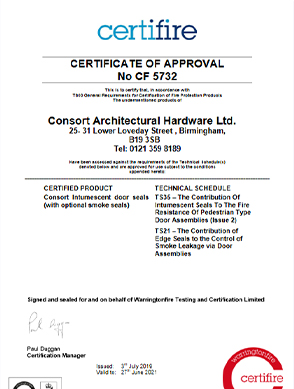 certifire
CERTIFICATE OF APPROVAL
No CF 5732
This is to certify that, in accordance with
TS00 General Requirements for Certification of Fire Protection Products
The undermentioned products of
Consort Architectural Hardware Ltd.
25- 31 Lower Loveday Street , Birmingham,
B19 3SB
Tel: 0121 359 8189
Have been assessed against the requirements of the Technical schedule(s)
denoted below and are approved for use subject to the conditions
appended hereto
CERTIFIED PRODUCT
Consort Intumescent door seals
(with optional smoke seals)
TECHNICAL SCHEDULE
TS35 – The Contribution Of
Intumescent Seals To The Fire
Resistance Of Pedestrian Type
Door Assemblies (Issue 2)
TS21 – The Contribution of
Edge Seals to the Control of
Smoke Leakage via Door
Assemblies
Signed and sealed for and on behalf of Warringtonfire Testing and Certification Limited
Paul Duggan
Certification Manager
Issued: 3rd July 2019
Valid to: 27th June 2021
warringtonfire
certifire